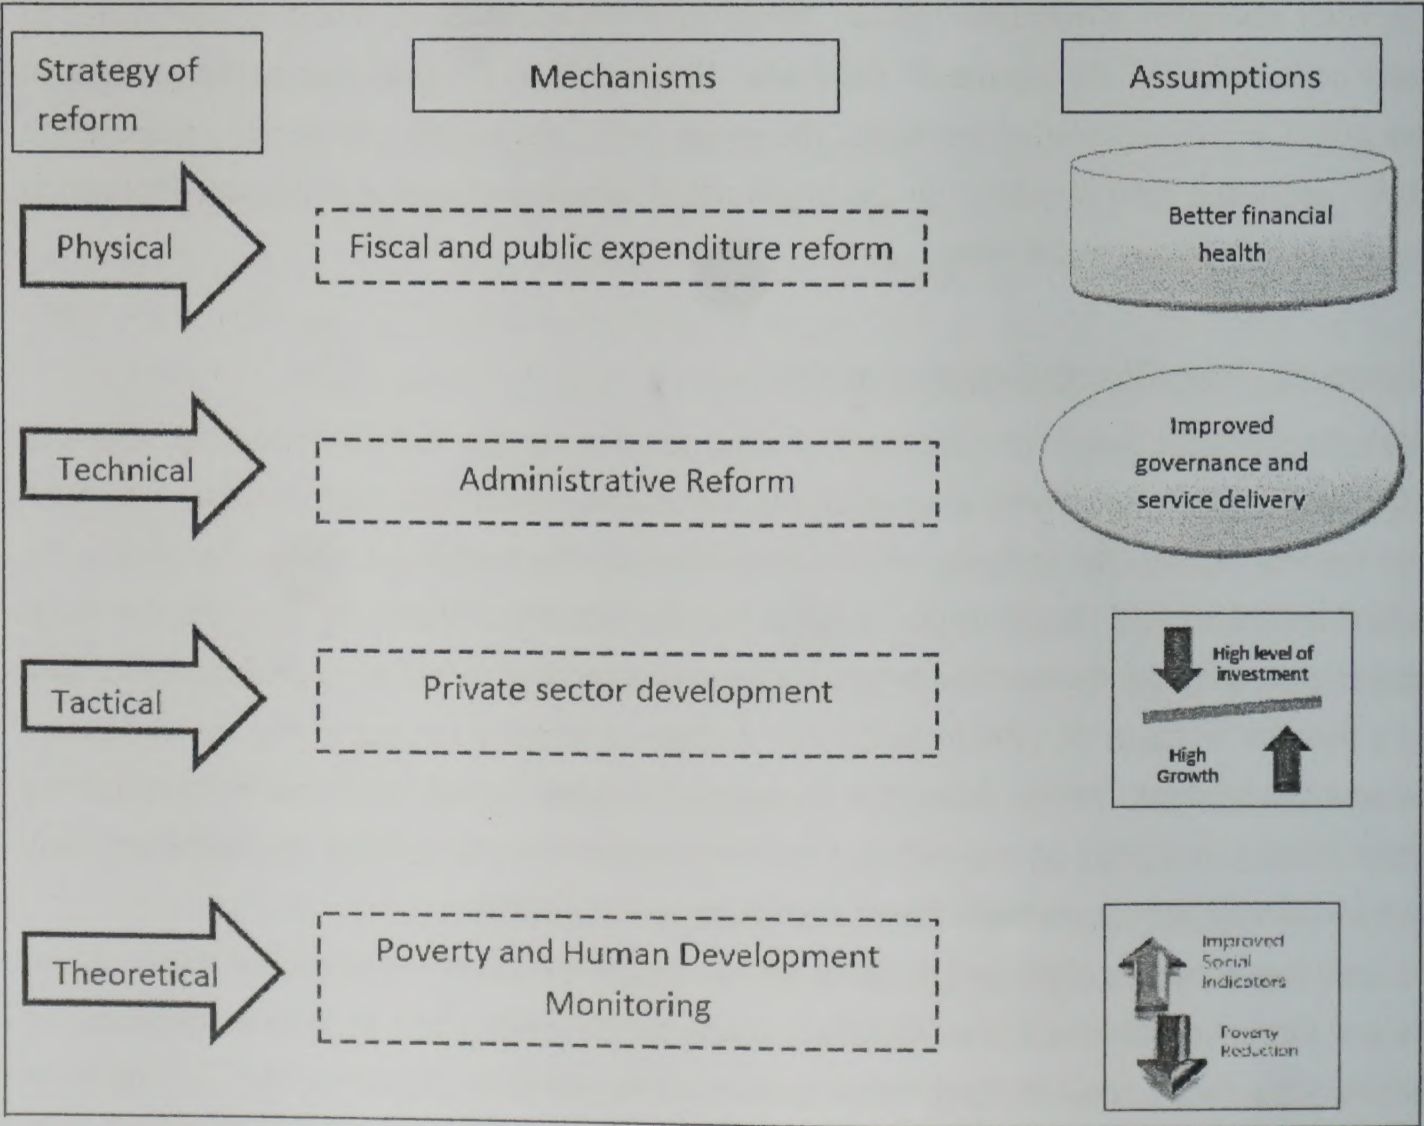 Strategy of
reform
Mechanisms
Assumptions
Physical
Fiscal and public expenditure reform
Better financial
health
Technical
Administrative Reform
Improved
governance and
service delivery
Tactical
Private sector development
High level of
investment
High
Growth
Theoretical
Poverty and Human Development
Monitoring
Improved
Social
Indicators
Poverty
Reduction